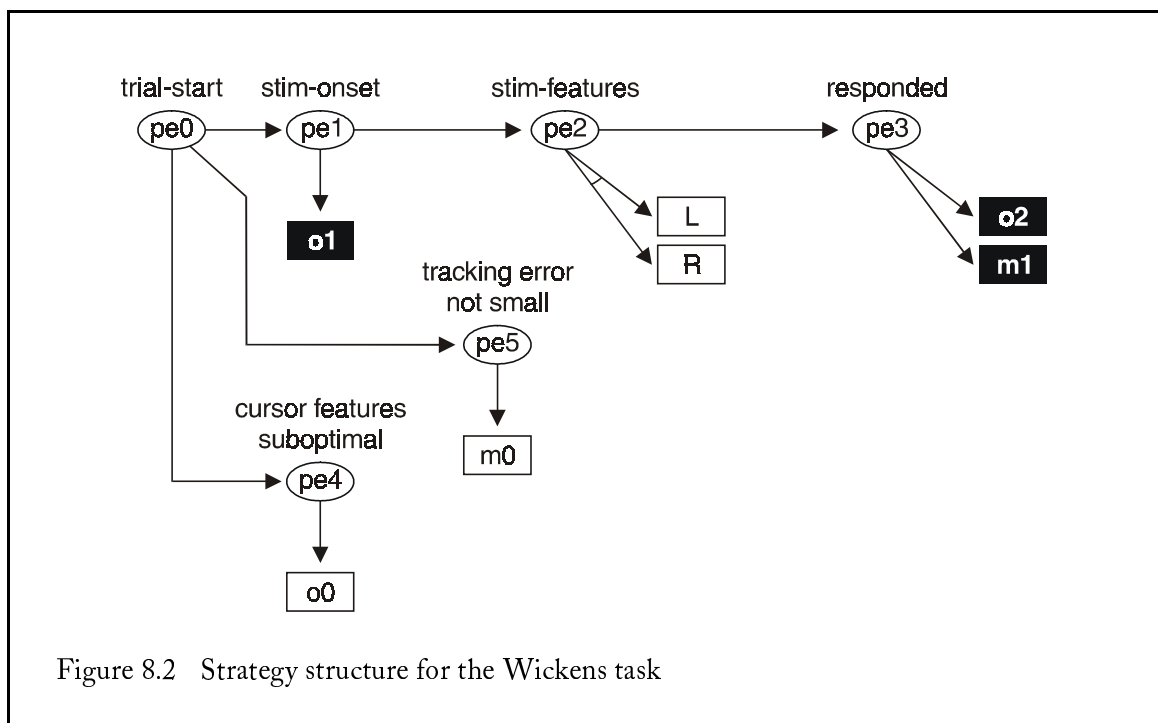 trial-start stim-onset stim-features responded
pe0 pe1 pe2 pe3
L o2
o1
R m1
tracking error
not small
pe5
cursor features
suboptimal
m0
pe4
o0
Figure 8.2 Strategy structure for the Wickens task